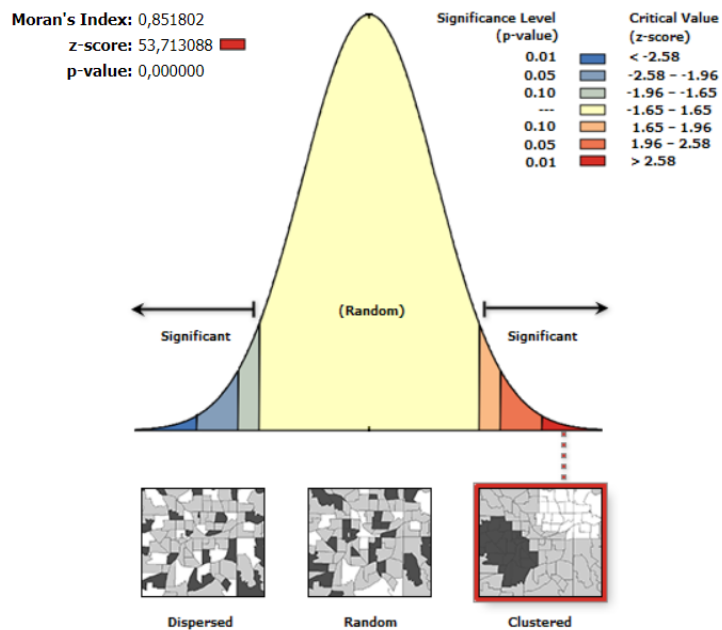 Moran's Index: 0,851802
z-score: 53,713088
p-value: 0,000000
Significance Level
(p-value)
Critical Value
(z-score)
0.01 < -2.58
0.05 -2.58 – -1.96
0.10 -1.96 – -1.65
--- -1.65 – 1.65
0.10 1.65 – 1.96
0.05 1.96 – 2.58
0.01 > 2.58
(Random)
Significant
Significant
Dispersed
Random
Clustered